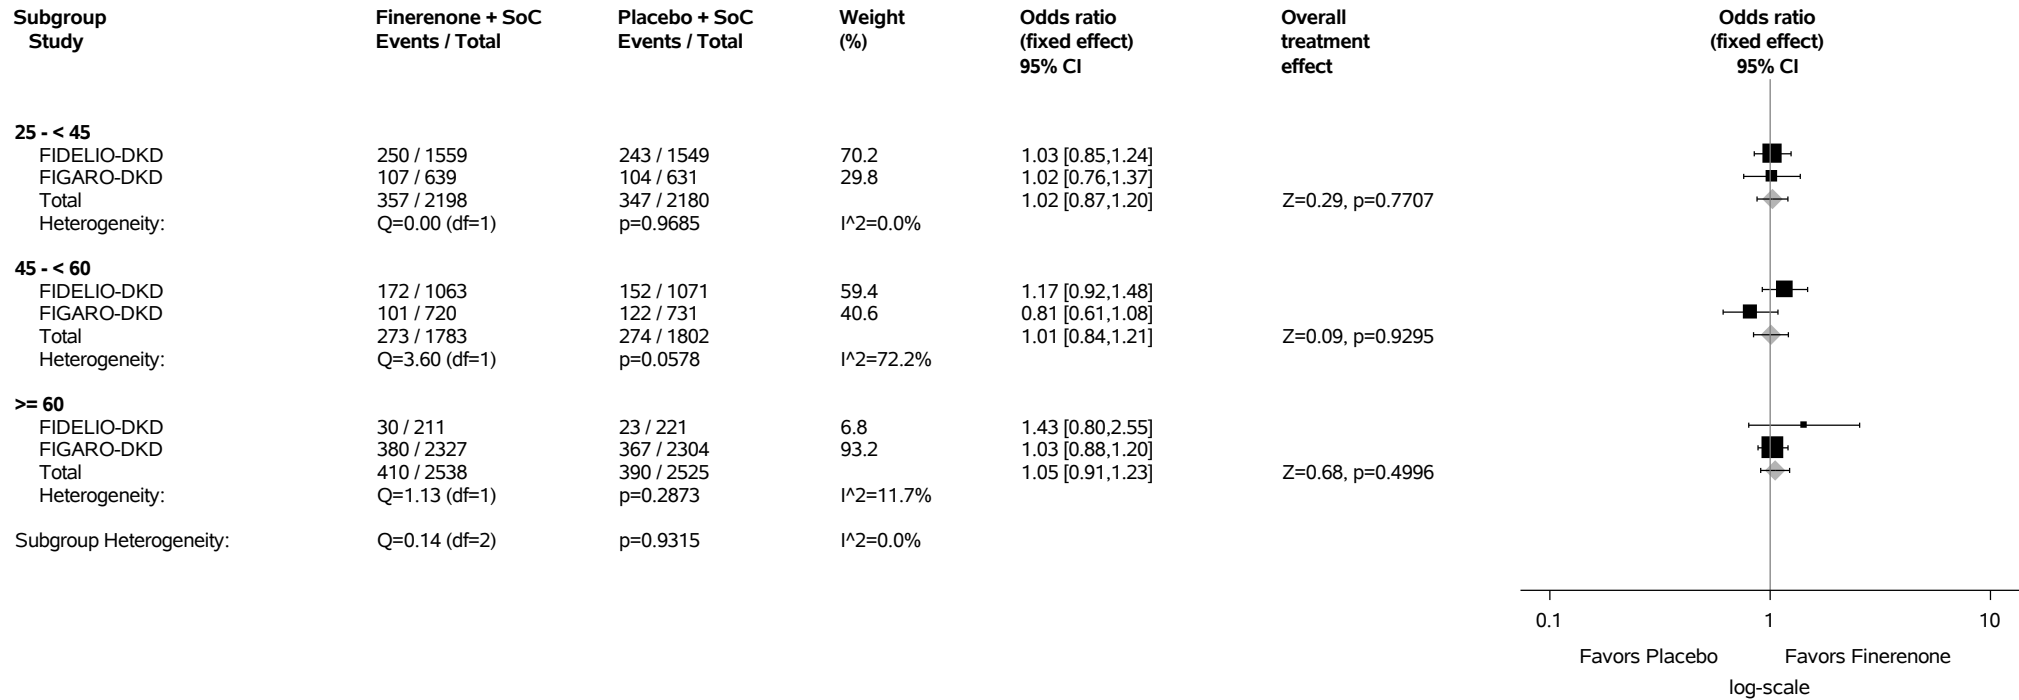 Subgroup Finerenone + SoC Placebo + SoC Weight Odds ratio Overall Odds ratio
Study Events / Total Events / Total (%) (fixed effect) treatment (fixed effect)
95% CI effect 95% CI
25 - < 45
FIDELIO-DKD 250 / 1559 243 / 1549 70.2 1.03 [0.85,1.24]
FIGARO-DKD 107 / 639 104 / 631 29.8 1.02 [0.76,1.37]
Total 357 / 2198 347 / 2180 1.02 [0.87,1.20] Z=0.29, p=0.7707
Heterogeneity: Q=0.00 (df=1) p=0.9685 I^2=0.0%
45 - < 60
FIDELIO-DKD 172 / 1063 152 / 1071 59.4 1.17 [0.92,1.48]
FIGARO-DKD 101 / 720 122 / 731 40.6 0.81 [0.61,1.08]
Total 273 / 1783 274 / 1802 1.01 [0.84,1.21] Z=0.09, p=0.9295
Heterogeneity: Q=3.60 (df=1) p=0.0578 I^2=72.2%
>= 60
FIDELIO-DKD 30 / 211 23 / 221 6.8 1.43 [0.80,2.55]
FIGARO-DKD 380 / 2327 367 / 2304 93.2 1.03 [0.88,1.20]
Total 410 / 2538 390 / 2525 1.05 [0.91,1.23] Z=0.68, p=0.4996
Heterogeneity: Q=1.13 (df=1) p=0.2873 I^2=11.7%
Subgroup Heterogeneity: Q=0.14 (df=2) p=0.9315 I^2=0.0%
0.1 1 10
Favors Placebo Favors Finerenone
log-scale